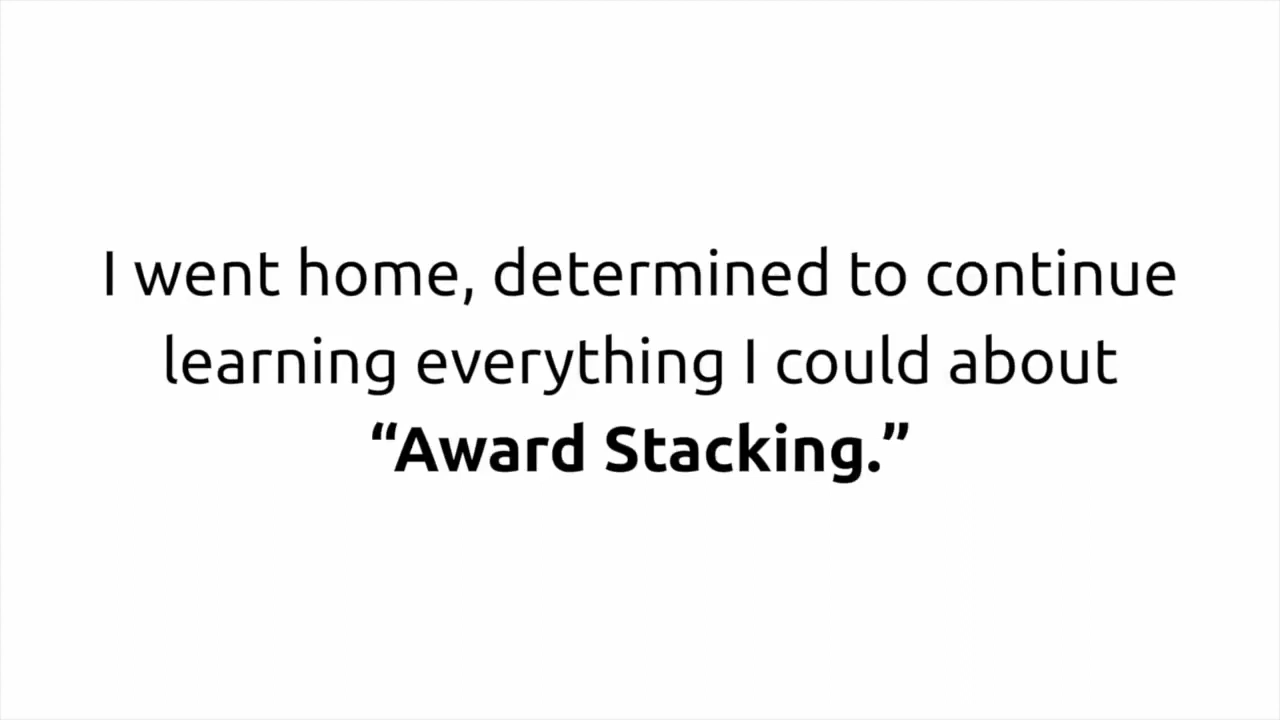 I went home, determined to continue
learning everything I could about
“Award Stacking.”